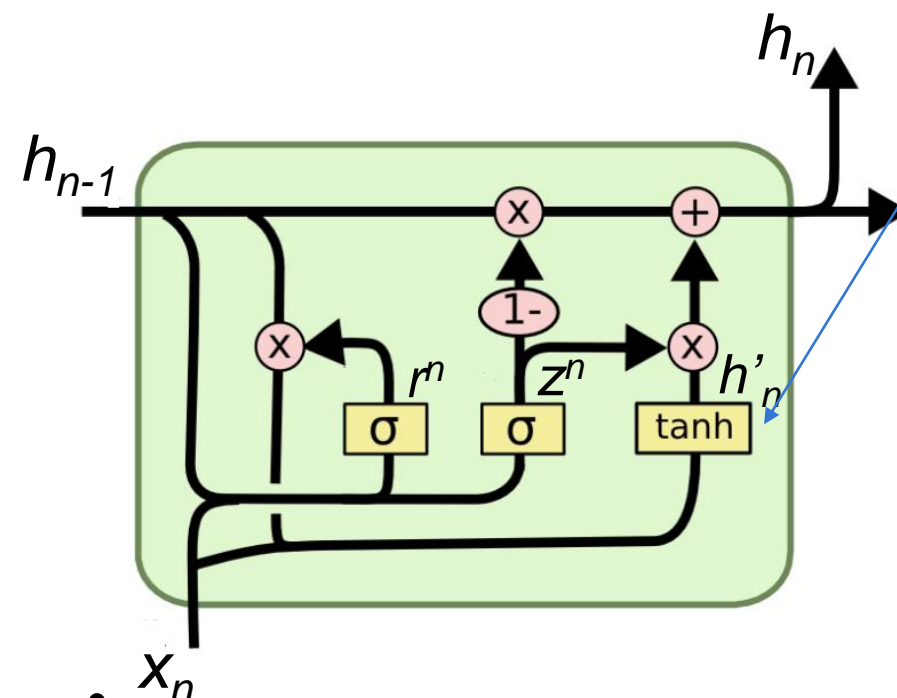 hn
hn-1
x +
1-
x x
rn zn h’n
σ σ tanh
xn